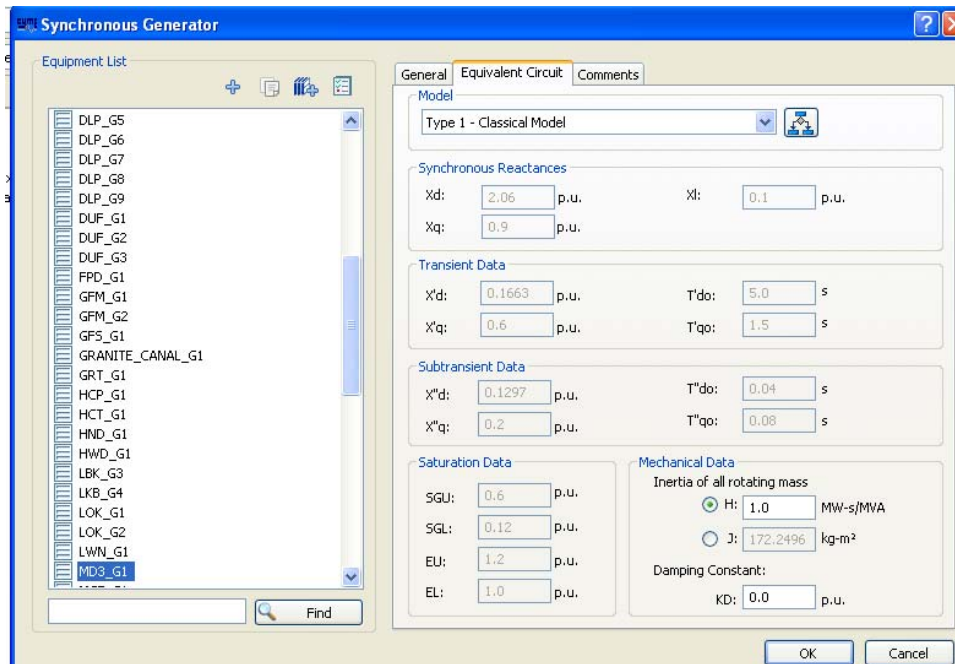 Synchronous Generator
Equipment List
DLP_G5
DLP_G6
DLP_G7
DLP_G8
DLP_G9
DUF_G1
DUF_G2
DUF_G3
FPD_G1
GFM_G1
GFM_G2
GFS_G1
GRANITE_CANAL_G1
GRT_G1
HCP_G1
HCT_G1
HND_G1
HWD_G1
LBK_G3
LKB_G4
LOK_G1
LOK_G2
LWN_G1
MD3_G1
Find
General Equivalent Circuit Comments
Model
Type 1 - Classical Model
Synchronous Reactances
Xd: 2.06 p.u. Xl: 0.1 p.u.
Xq: 0.9 p.u.
Transient Data
X'd: 0.1663 p.u. T'do: 5.0 s
X'q: 0.6 p.u. T'qo: 1.5 s
Subtransient Data
X"d: 0.1297 p.u. T"do: 0.04 s
X"q: 0.2 p.u. T"qo: 0.08 s
Saturation Data
SGU: 0.6 p.u.
SGL: 0.12 p.u.
EU: 1.2 p.u.
EL: 1.0 p.u.
Mechanical Data
Inertia of all rotating mass
H: 1.0 MW-s/MVA
J: 172.2496 kg-m²
Damping Constant:
KD: 0.0 p.u.
OK Cancel